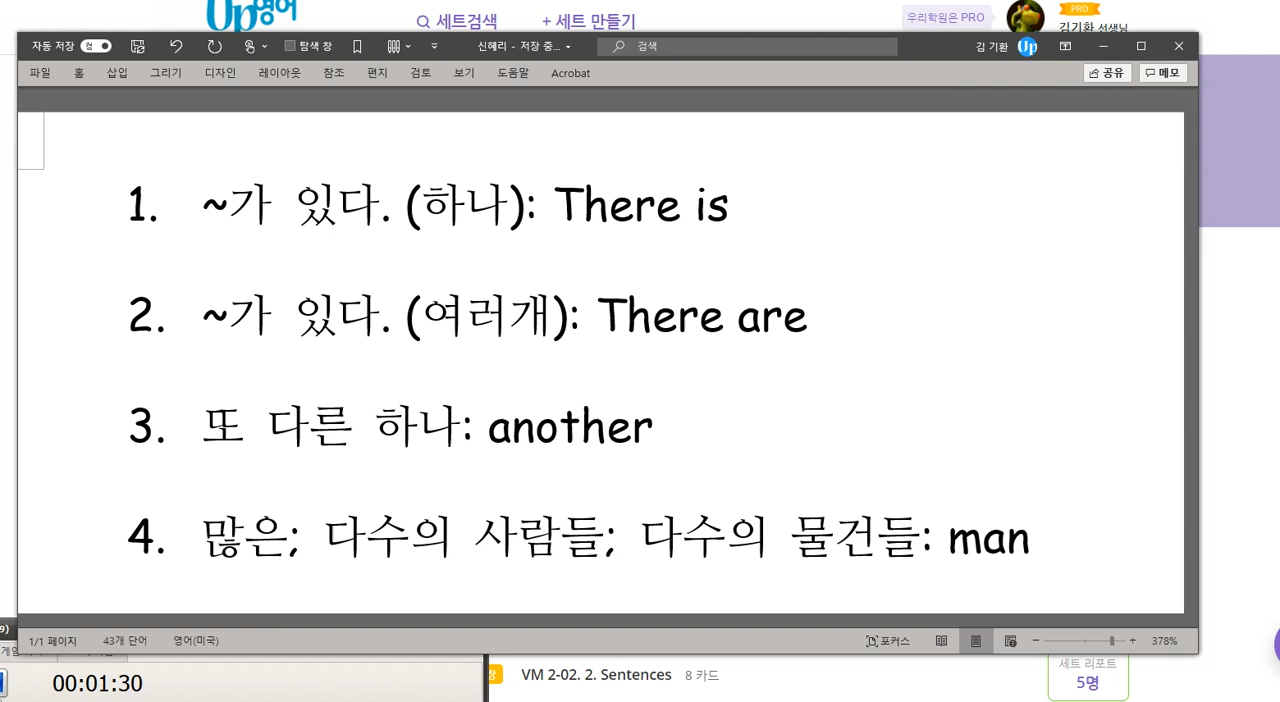 Up영어
세트검색
+ 세트 만들기
우리학원은 PRO
PRO
김기환 선생님
자동 저장
컴
탐색 창
신혜리 - 저장 중...
검색
김 기환
Up
파일
홈
삽입
그리기
디자인
레이아웃
참조
편지
검토
보기
도움말
Acrobat
공유
메모
1. ~가 있다. (하나): There is
2. ~가 있다. (여러개): There are
3. 또 다른 하나: another
4. 많은; 다수의 사람들; 다수의 물건들: man
9)
1/1 페이지
43개 단어
영어(미국)
포커스
378%
00:01:30
VM 2-02. 2. Sentences
8 카드
세트 리포트
5명